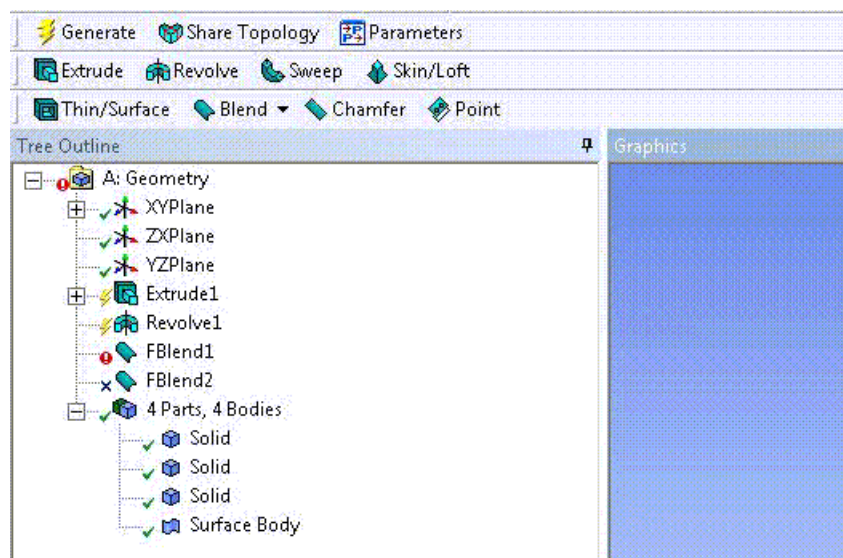 Generate Share Topology Parameters
Extrude Revolve Sweep Skin/Loft
Thin/Surface Blend Chamfer Point
Tree Outline Graphics
A: Geometry
XYPlane
ZXPlane
YZPlane
Extrude1
Revolve1
FBlend1
FBlend2
4 Parts, 4 Bodies
Solid
Solid
Solid
Surface Body